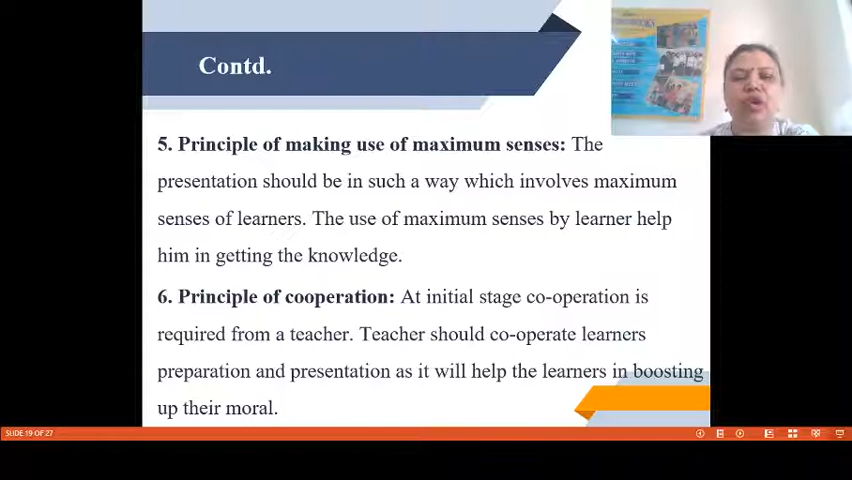 Contd.
5. Principle of making use of maximum senses: The
presentation should be in such a way which involves maximum
senses of learners. The use of maximum senses by learner help
him in getting the knowledge.
6. Principle of cooperation: At initial stage co-operation is
required from a teacher. Teacher should co-operate learners
preparation and presentation as it will help the learners in boosting
up their moral.
SLIDE 19 OF 27